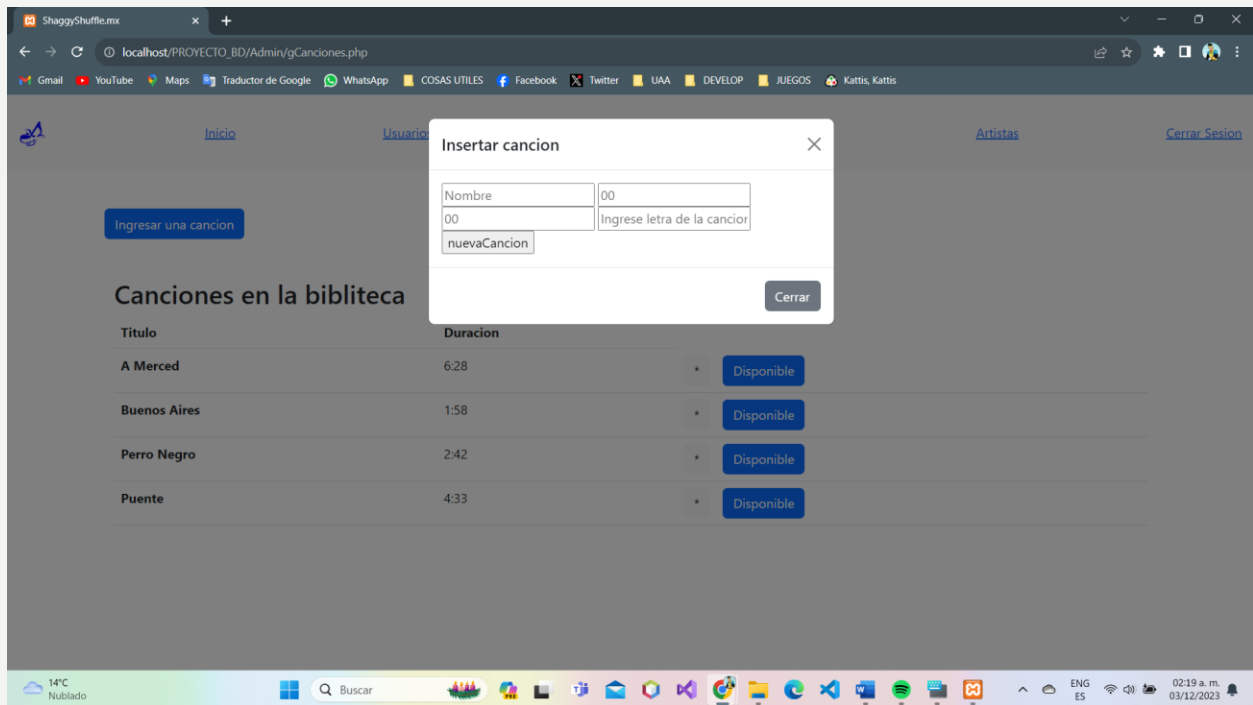 ShaggyShuffle.mx
localhost/PROYECTO_BD/Admin/gCanciones.php
Gmail YouTube Maps Traductor de Google WhatsApp COSAS UTILES Facebook Twitter UAA DEVELOP JUEGOS Kattis, Kattis
Inicio Usuarios Artistas Cerrar Sesion
Insertar cancion
Nombre 00
00 Ingrese letra de la cancion
nuevaCancion
Cerrar
Ingresar una cancion
Canciones en la bibliteca
Titulo Duracion
A Merced 6:28 * Disponible
Buenos Aires 1:58 * Disponible
Perro Negro 2:42 * Disponible
Puente 4:33 * Disponible
14°C
Nublado
Buscar
ENG
ES
02:19 a. m.
03/12/2023